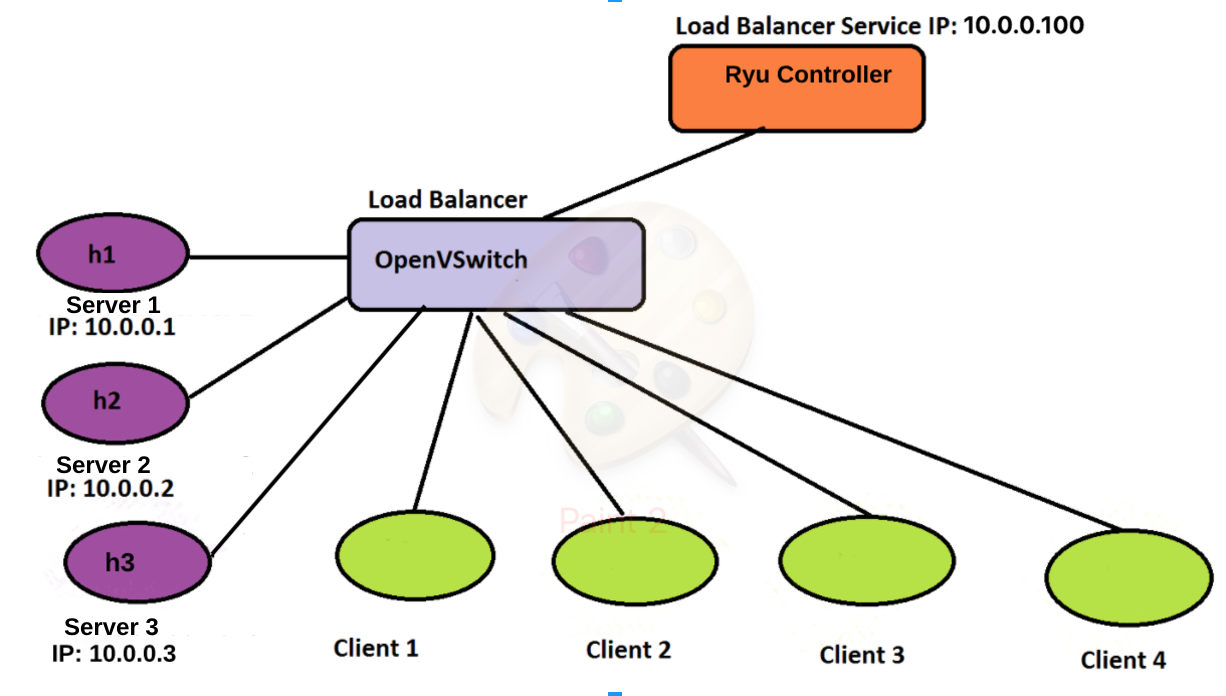 Load Balancer Service IP: 10.0.0.100
Ryu Controller
Load Balancer
OpenVSwitch
h1
Server 1
IP: 10.0.0.1
h2
Server 2
IP: 10.0.0.2
h3
Server 3
IP: 10.0.0.3
Paint 2
Client 1
Client 2
Client 3
Client 4